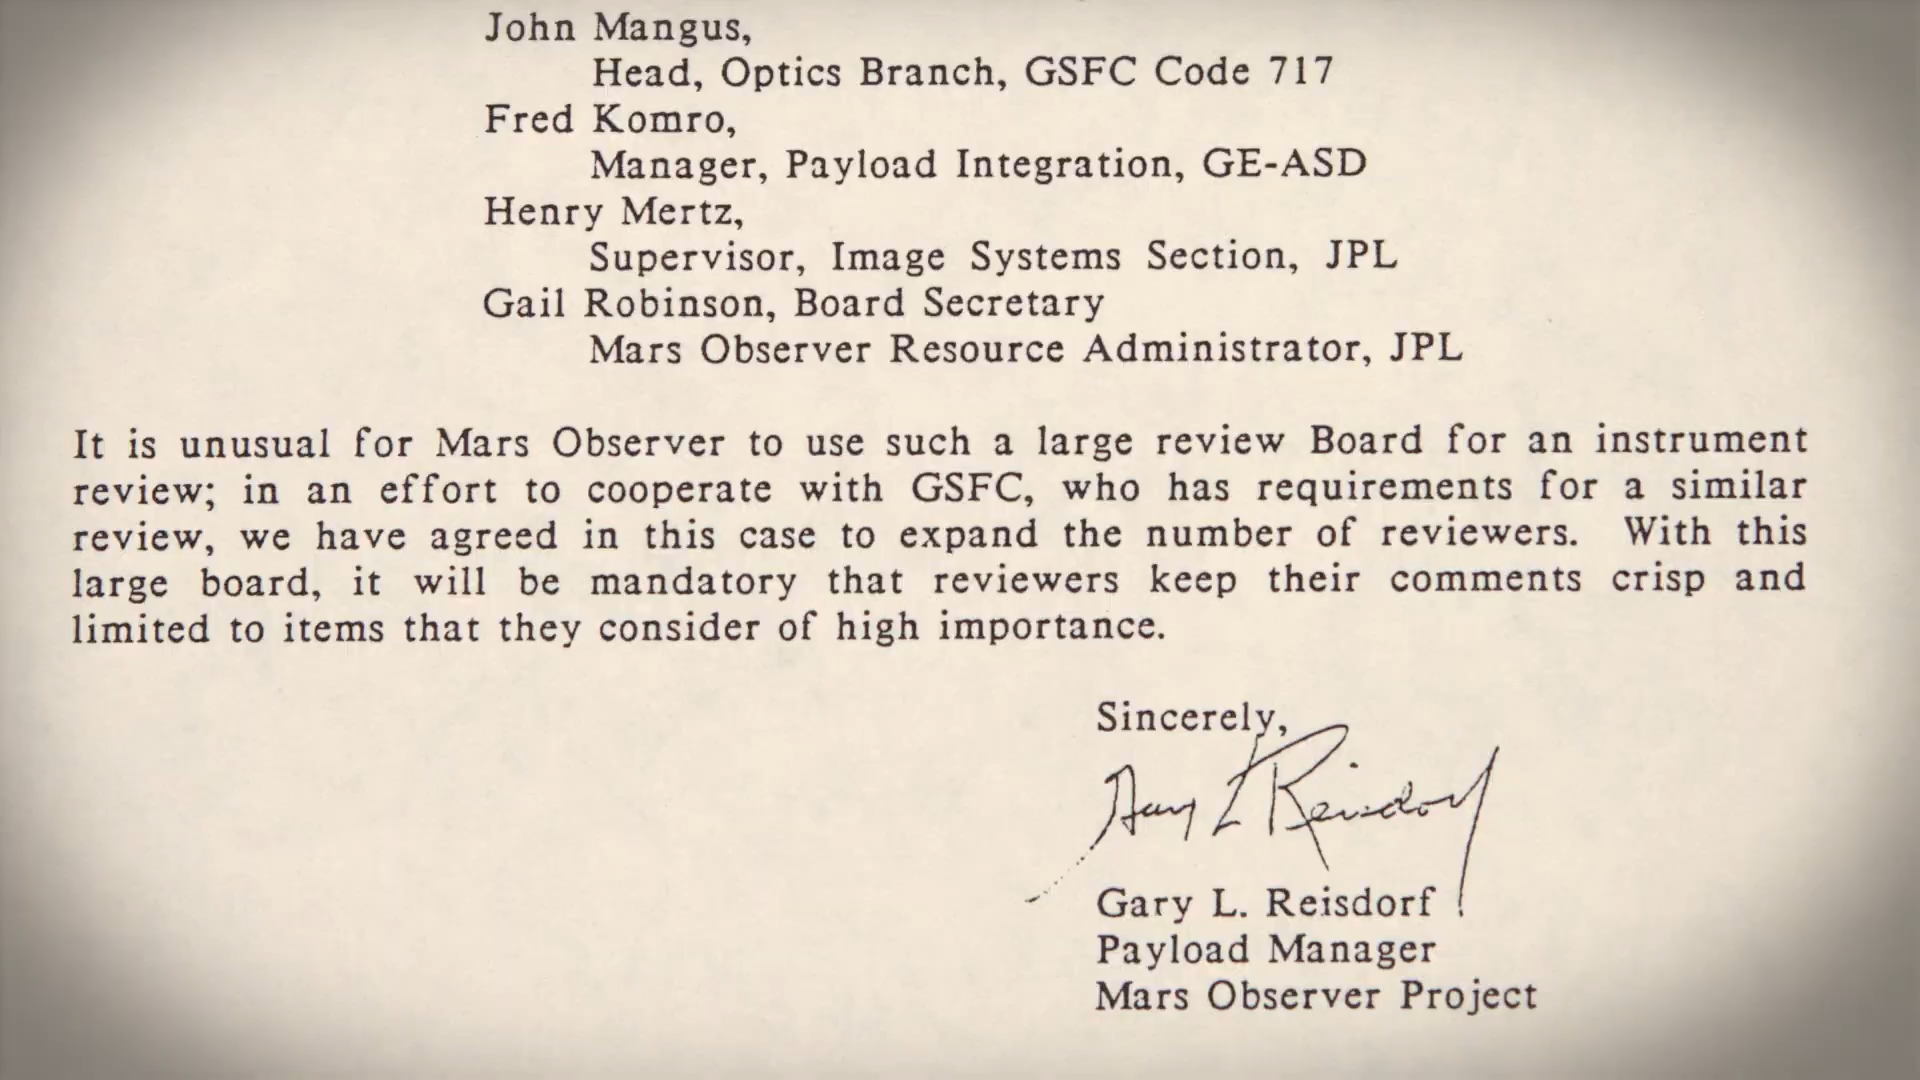 John Mangus,
Head, Optics Branch, GSFC Code 717
Fred Komro,
Manager, Payload Integration, GE-ASD
Henry Mertz,
Supervisor, Image Systems Section, JPL
Gail Robinson, Board Secretary
Mars Observer Resource Administrator, JPL
It is unusual for Mars Observer to use such a large review Board for an instrument
review; in an effort to cooperate with GSFC, who has requirements for a similar
review, we have agreed in this case to expand the number of reviewers. With this
large board, it will be mandatory that reviewers keep their comments crisp and
limited to items that they consider of high importance.
Sincerely,
Gary L Reisdorf
Gary L. Reisdorf
Payload Manager
Mars Observer Project